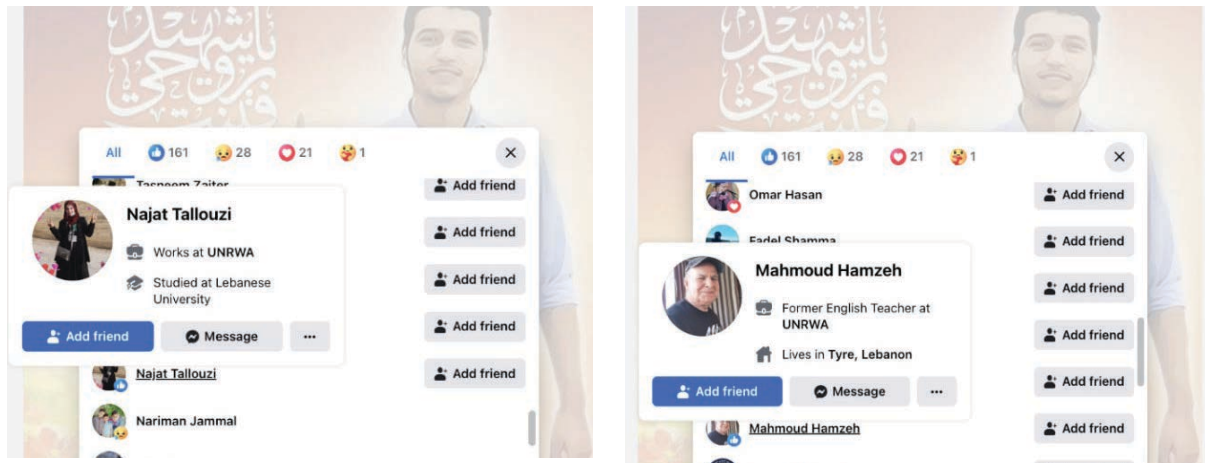 ياشهيد
All 161 28 21 1
Tasneem Zaiter Add friend
Najat Tallouzi
Works at UNRWA
Add friend
Studied at Lebanese
University
Add friend
Add friend Message
Add friend
Najat Tallouzi Add friend
Nariman Jammal
ياشهيد
All 161 28 21 1
Omar Hasan Add friend
Fadel Shamma Add friend
Mahmoud Hamzeh
Add friend
Former English Teacher at
UNRWA
Add friend
Lives in Tyre, Lebanon
Add friend
Add friend Message
Mahmoud Hamzeh Add friend